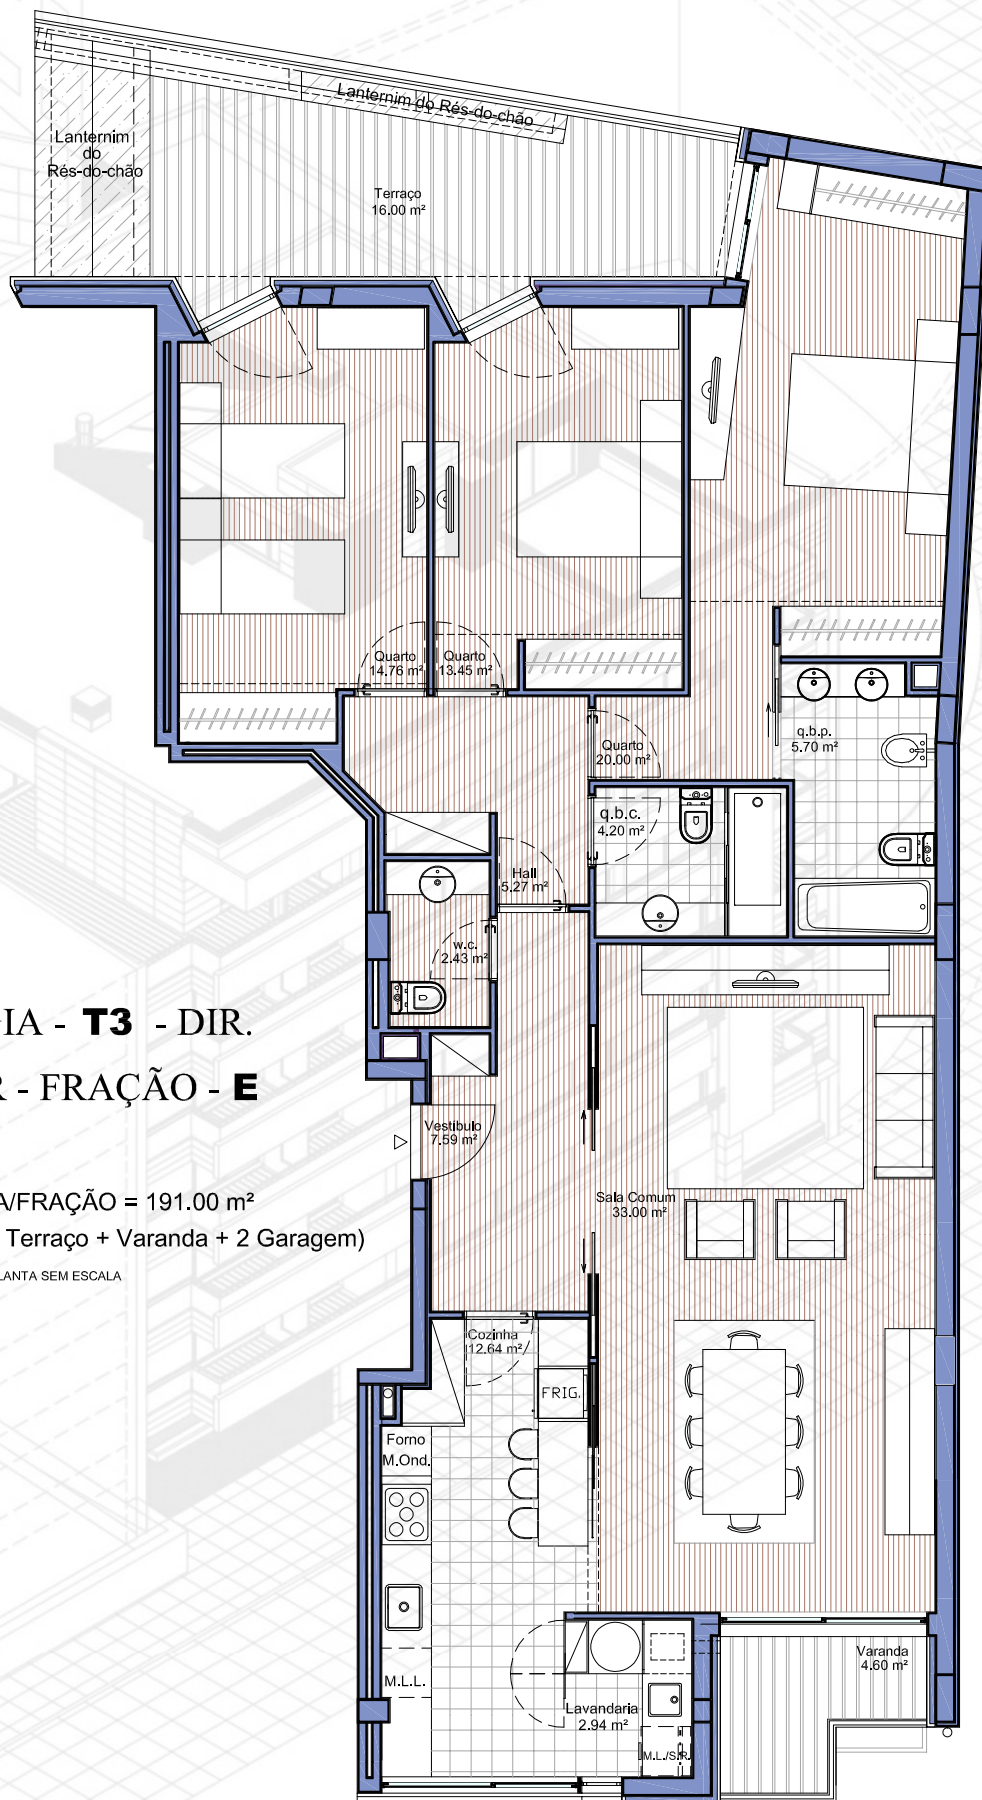 Lanternim do Rés-do-chão
Lanternim
do
Rés-do-chão
Terraço
16.00 m²
Quarto
14.76 m²
Quarto
13.45 m²
Quarto
20.00 m²
q.b.p.
5.70 m²
q.b.c.
4.20 m²
Hall
5.27 m²
w.c.
2.43 m²
GIA - T3 - DIR.
R - FRAÇÃO - E
Vestíbulo
7.59 m²
A/FRAÇÃO = 191.00 m²
Terraço + Varanda + 2 Garagem)
LANTA SEM ESCALA
Sala Comum
33.00 m²
Cozinha
12.64 m²
FRIG.
Forno
M.Ond.
M.L.L.
Lavandaria
2.94 m²
M.L./S.R.
Varanda
4.60 m²